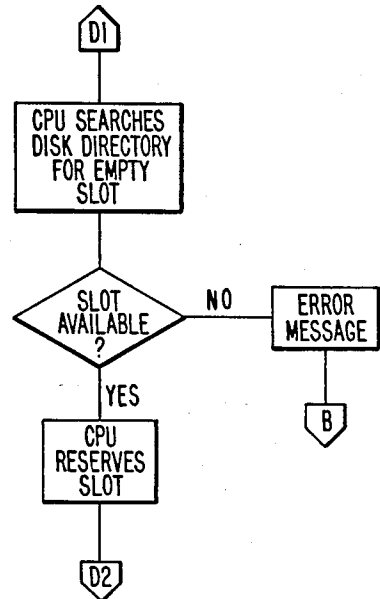 D1
CPU SEARCHES
DISK DIRECTORY
FOR EMPTY
SLOT
SLOT
AVAILABLE
?
NO
ERROR
MESSAGE
B
YES
CPU
RESERVES
SLOT
D2